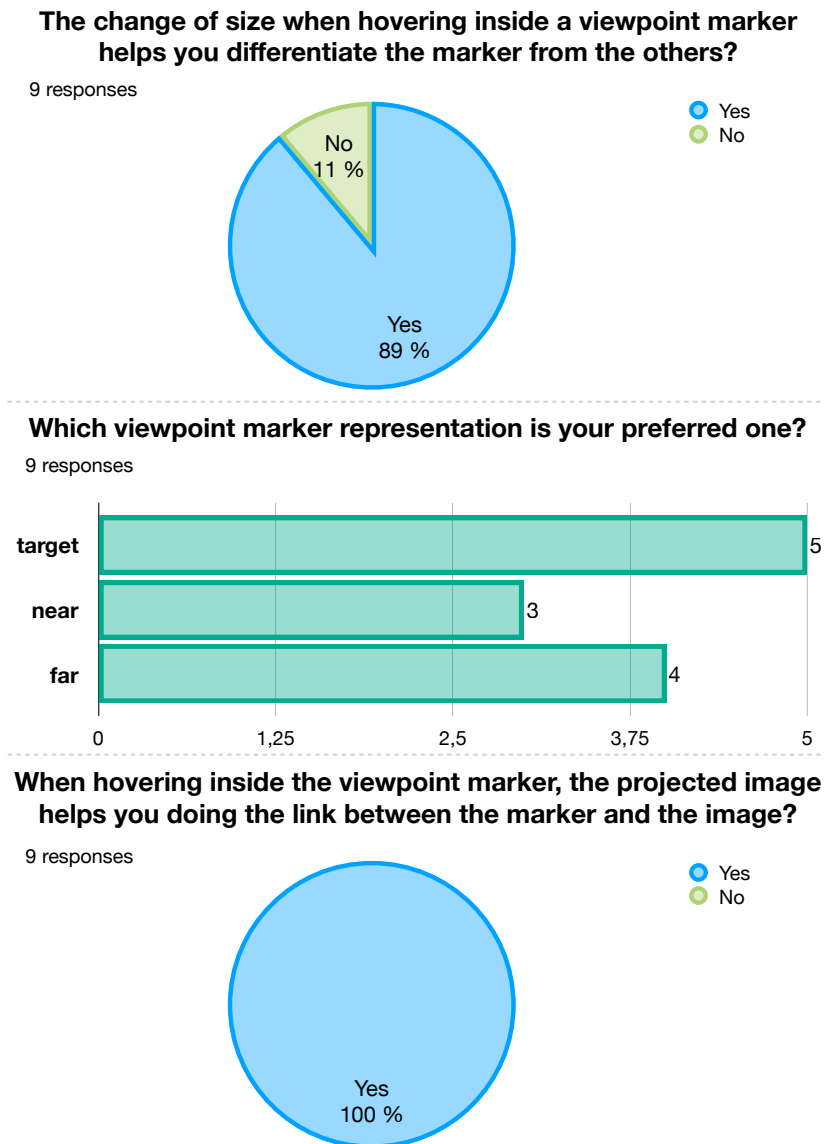 The change of size when hovering inside a viewpoint marker
helps you differentiate the marker from the others?
9 responses
Yes
No
No
11 %
Yes
89 %
Which viewpoint marker representation is your preferred one?
9 responses
target
5
near
3
far
4
0
1,25
2,5
3,75
5
When hovering inside the viewpoint marker, the projected image
helps you doing the link between the marker and the image?
9 responses
Yes
No
Yes
100 %